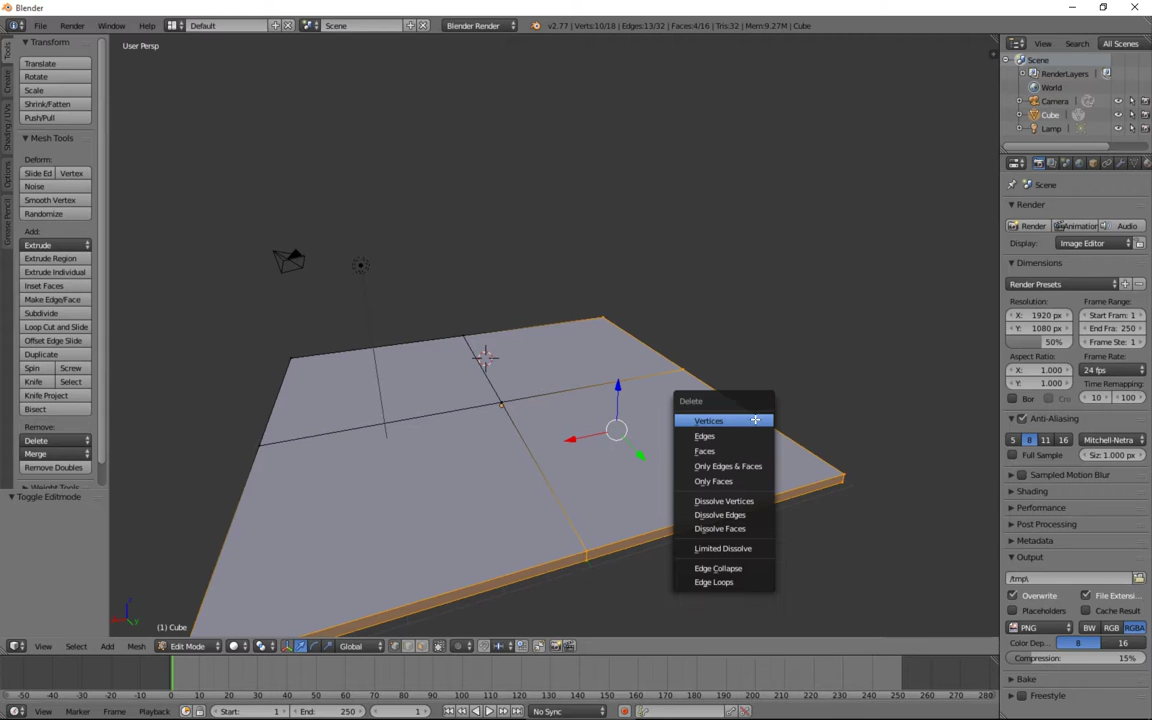 Blender
File Render Window Help Default Scene Blender Render v2.77 | Verts:10/18 | Edges:13/32 | Faces:4/16 | Tris:32 | Mem:9.27M | Cube
Tools
Create
Shading / UVs
Options
Grease Pencil
Transform
Translate
Rotate
Scale
Shrink/Fatten
Push/Pull
Mesh Tools
Deform:
Slide Ed Vertex
Noise
Smooth Vertex
Randomize
Add:
Extrude
Extrude Region
Extrude Individual
Inset Faces
Make Edge/Face
Subdivide
Loop Cut and Slide
Offset Edge Slide
Duplicate
Spin Screw
Knife Select
Knife Project
Bisect
Remove:
Delete
Merge
Remove Doubles
Weight Tools
Toggle Editmode
User Persp
(1) Cube
Delete
Vertices
Edges
Faces
Only Edges & Faces
Only Faces
Dissolve Vertices
Dissolve Edges
Dissolve Faces
Limited Dissolve
Edge Collapse
Edge Loops
View Search All Scenes
Scene
RenderLayers
World
Camera
Cube
Lamp
Scene
Render
Render Animation Audio
Display: Image Editor
Dimensions
Render Presets
Resolution: Frame Range:
X: 1920 px Start Fram: 1
Y: 1080 px End Fra: 250
50% Frame Ste: 1
Aspect Ratio: Frame Rate:
X: 1.000 24 fps
Y: 1.000 Time Remapping:
Bor Cro 10 100
Anti-Aliasing
5 8 11 16 Mitchell-Netra
Full Sample Size: 1.000 px
Sampled Motion Blur
Shading
Performance
Post Processing
Metadata
Output
/tmp\
Overwrite File Extensi...
Placeholders Cache Result
PNG BW RGB RGBA
Color Dep... 8 16
Compression: 15%
Bake
Freestyle
View Select Add Mesh Edit Mode Global
-50 -40 -30 -20 -10 0 10 20 30 40 50 60 70 80 90 100 110 120 130 140 150 160 170 180 190 200 210 220 230 240 250 260 270 280
View Marker Frame Playback Start: 1 End: 250 1 No Sync